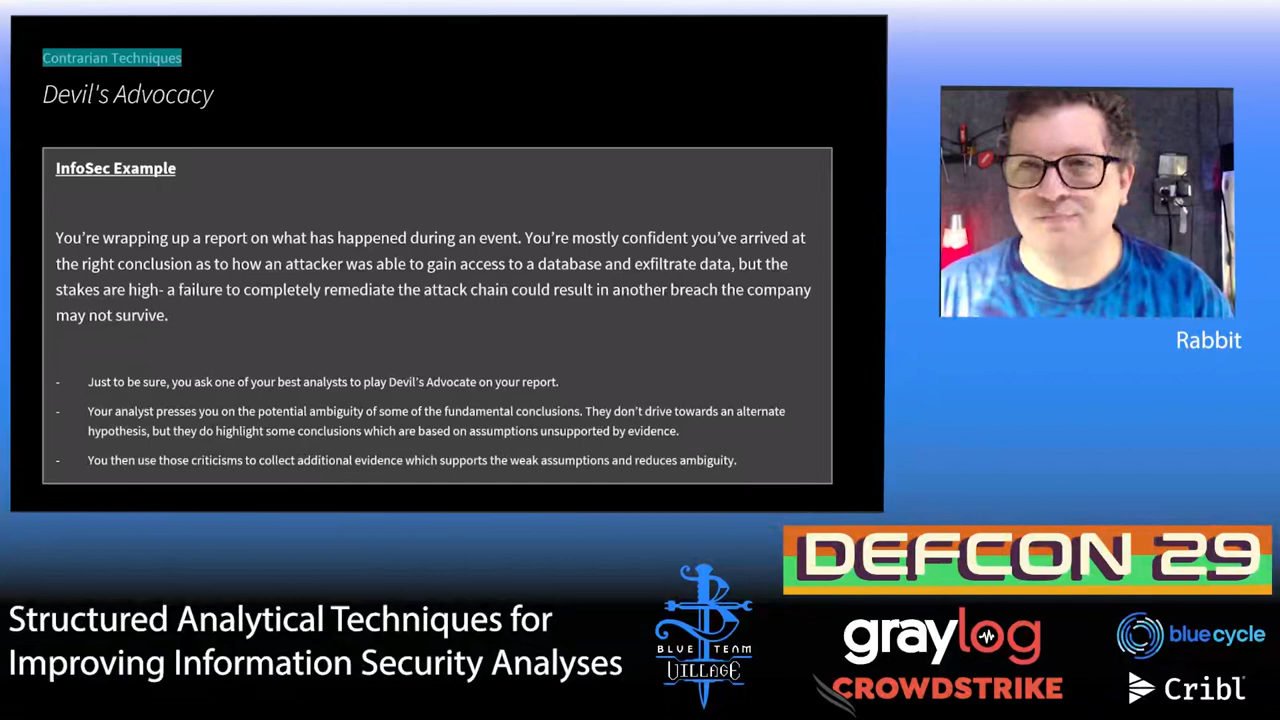 Contrarian Techniques
Devil's Advocacy
InfoSec Example
You're wrapping up a report on what has happened during an event. You're mostly confident you've arrived at
the right conclusion as to how an attacker was able to gain access to a database and exfiltrate data, but the
stakes are high- a failure to completely remediate the attack chain could result in another breach the company
may not survive.
- Just to be sure, you ask one of your best analysts to play Devil's Advocate on your report.
- Your analyst presses you on the potential ambiguity of some of the fundamental conclusions. They don't drive towards an alternate
hypothesis, but they do highlight some conclusions which are based on assumptions unsupported by evidence.
- You then use those criticisms to collect additional evidence which supports the weak assumptions and reduces ambiguity.
Rabbit
DEFCON 29
Structured Analytical Techniques for
Improving Information Security Analyses
BLUE TEAM
VILLAGE
graylog
blue cycle
CROWDSTRIKE
Cribl